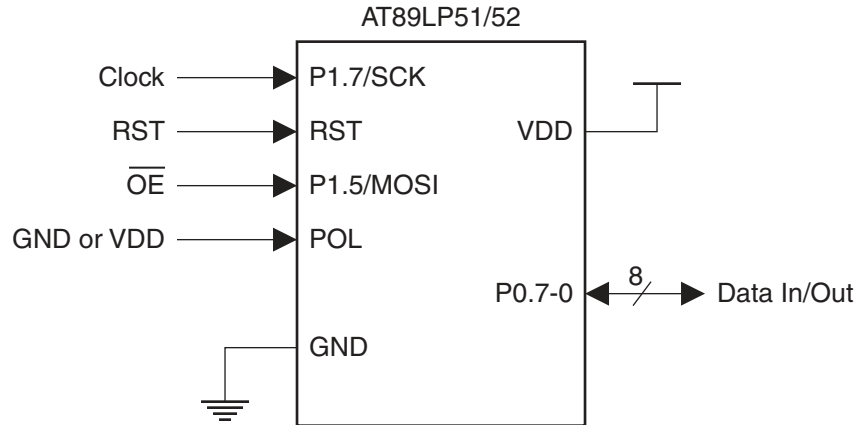 AT89LP51/52
Clock P1.7/SCK
RST RST VDD
O̅E̅ P1.5/MOSI
GND or VDD POL
P0.7-0 8 Data In/Out
GND